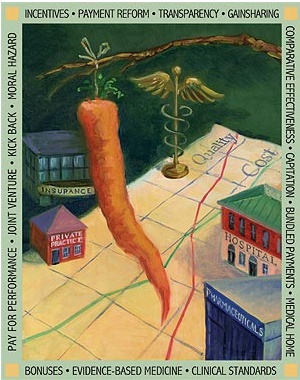 INCENTIVES • PAYMENT REFORM • TRANSPARENCY • GAINSHARING
COMPARATIVE EFFECTIVENESS • CAPITATION • BUNDLED PAYMENTS • MEDICAL HOME
PAY FOR PERFORMANCE • JOINT VENTURE • KICK BACK • MORAL HAZARD
Quality
Cost
INSURANCE
PRIVATE
PRACTICE
HOSPITAL
PHARMACEUTICALS
BONUSES • EVIDENCE-BASED MEDICINE • CLINICAL STANDARDS